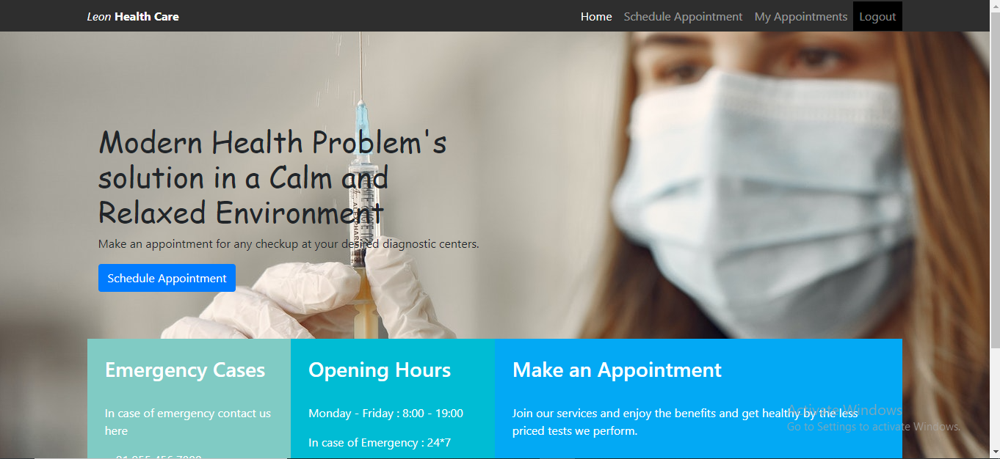 Leon Health Care
Home Schedule Appointment My Appointments Logout
Modern Health Problem's
solution in a Calm and
Relaxed Environment
Make an appointment for any checkup at your desired diagnostic centers.
Schedule Appointment
Emergency Cases
In case of emergency contact us
here
Opening Hours
Monday - Friday : 8:00 - 19:00
In case of Emergency : 24*7
Make an Appointment
Join our services and enjoy the benefits and get healthy by the less
priced tests we perform.
Activate Windows
Go to Settings to activate Windows.